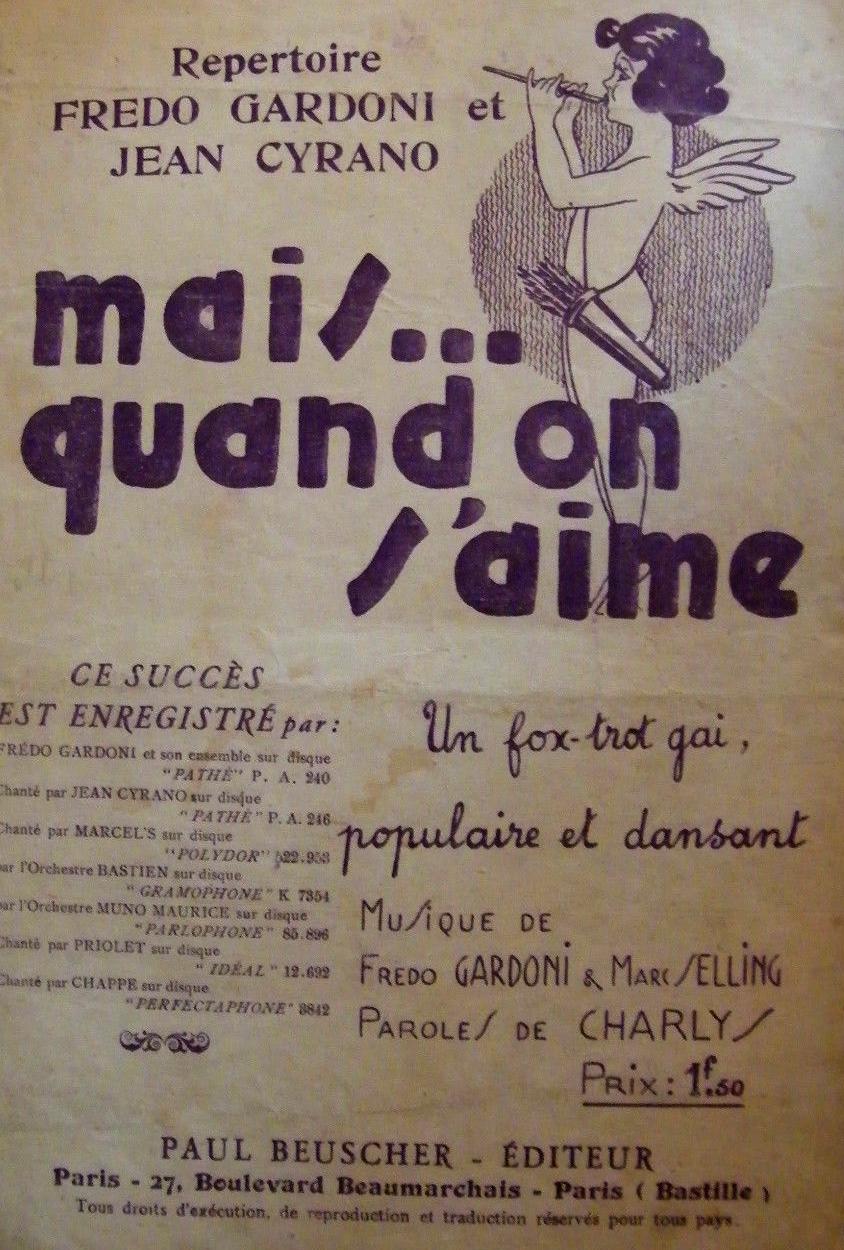 Repertoire
FREDO GARDONI et
JEAN CYRANO
mais...
quand on
s'aime
CE SUCCÈS
EST ENREGISTRÉ par:
FRÉDO GARDONI et son ensemble sur disque
"PATHÉ" P. A. 240
Chanté par JEAN CYRANO sur disque
"PATHÉ" P. A. 246
Chanté par MARCEL'S sur disque
"POLYDOR" 522.953
par l'Orchestre BASTIEN sur disque
"GRAMOPHONE" K 7354
par l'Orchestre MUNO MAURICE sur disque
"PARLOPHONE" 85.896
Chanté par PRIOLET sur disque
"IDÉAL" 12.692
Chanté par CHAPPE sur disque
"PERFECTAPHONE" 3842
Un fox-trot gai,
populaire et dansant
MUSIQUE DE
FREDO GARDONI & MARC SELLING
PAROLES DE CHARLYS
PRIX: 1f.50
PAUL BEUSCHER - ÉDITEUR
Paris - 27, Boulevard Beaumarchais - Paris ( Bastille )
Tous droits d'exécution, de reproduction et traduction réservés pour tous pays.